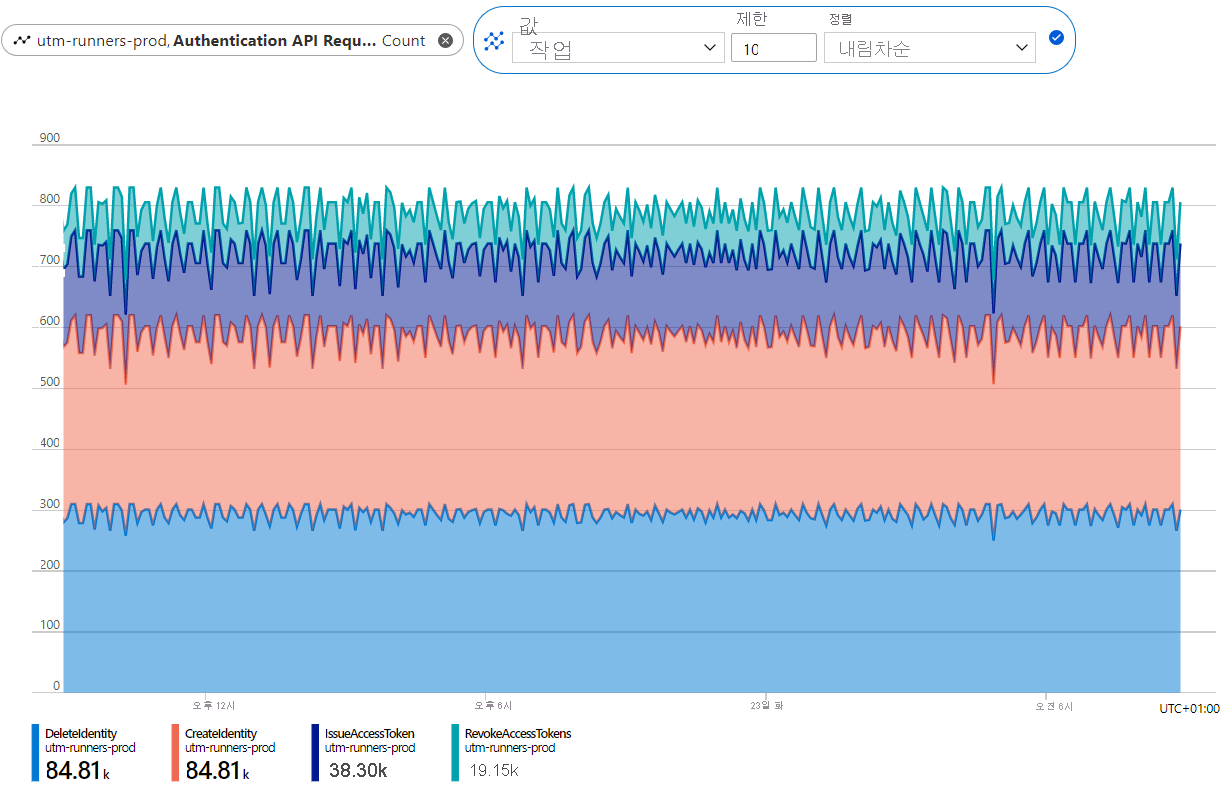 utm-runners-prod, Authentication API Requ... Count
값
작업
제한
10
정렬
내림차순
900
800
700
600
500
400
300
200
100
0
오후 12시
오후 6시
23일 화
오전 6시
UTC+01:00
DeleteIdentity
utm-runners-prod
84.81k
CreateIdentity
utm-runners-prod
84.81k
IssueAccessToken
utm-runners-prod
38.30k
RevokeAccessTokens
utm-runners-prod
19.15k